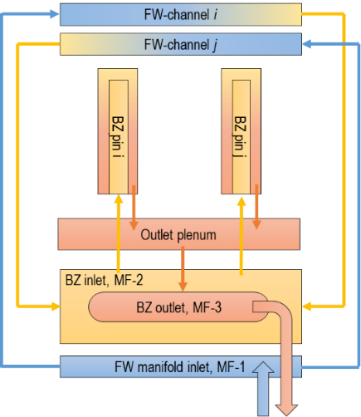 FW-channel i
FW-channel j
BZ pin i
BZ pin j
Outlet plenum
BZ inlet, MF-2
BZ outlet, MF-3
FW manifold inlet, MF-1